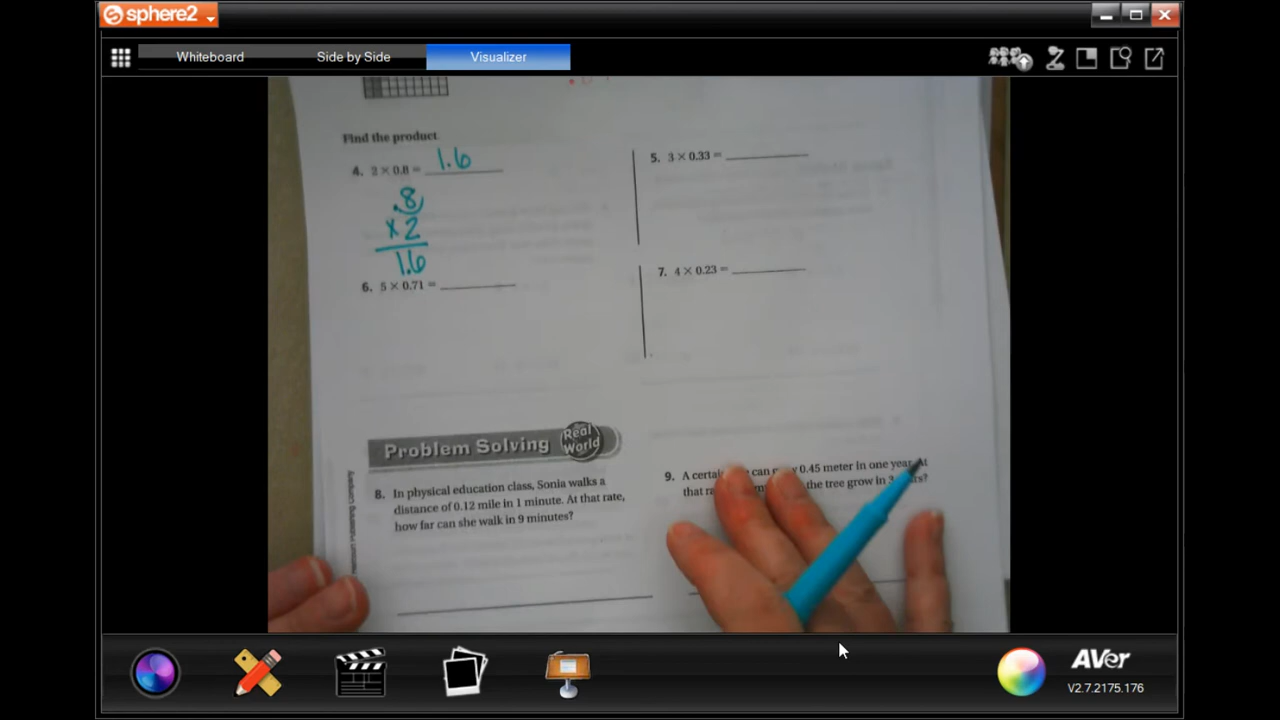 sphere2
Whiteboard
Side by Side
Visualizer
Find the product
4. 2 × 0.8 = 1.6
.8
×2
1.6
5. 3 × 0.33 =
6. 5 × 0.71 =
7. 4 × 0.23 =
Problem Solving Real World
8. In physical education class, Sonia walks a
distance of 0.12 mile in 1 minute. At that rate,
how far can she walk in 9 minutes?
9. A certain can 0.45 meter in one year. At
that the tree grow in 3
AVer
V2.7.2175.176